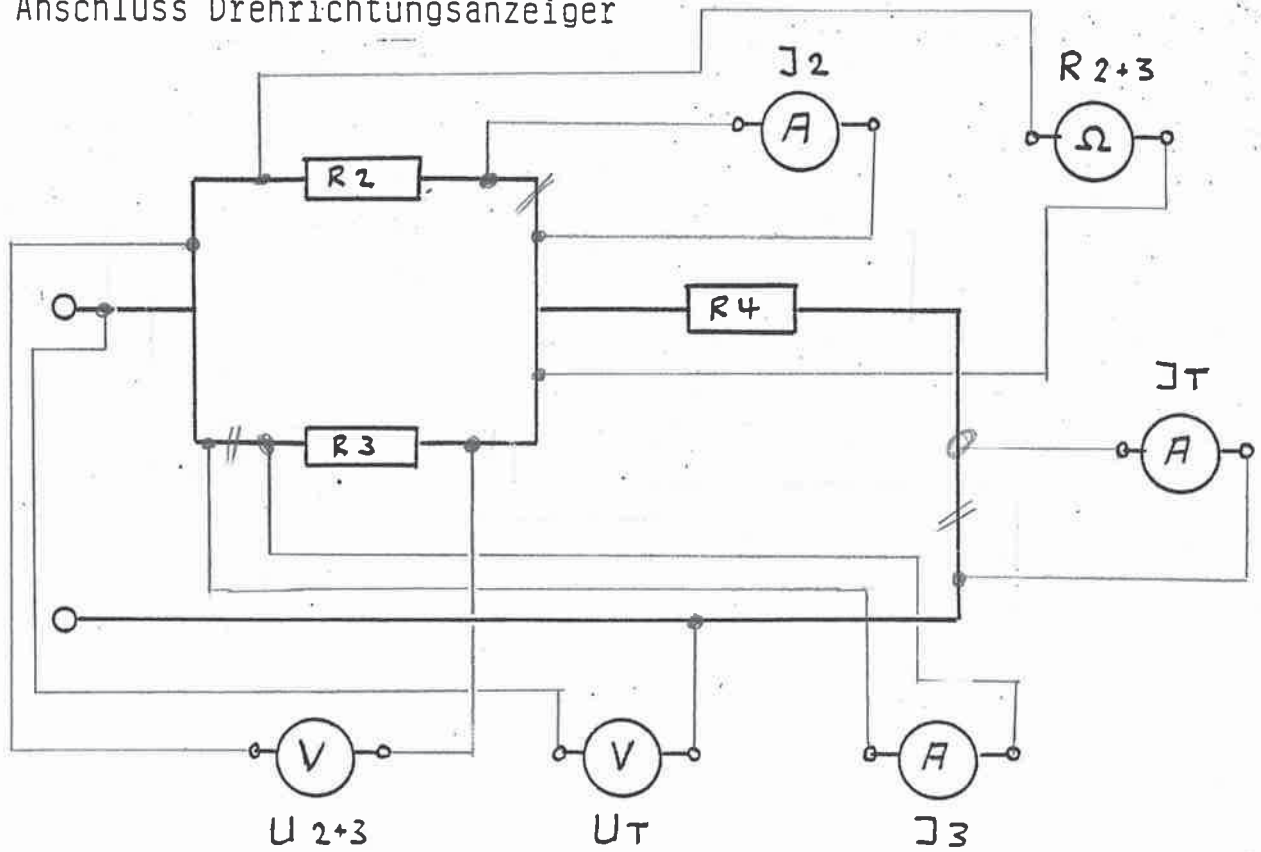 Anschluss Drehrichtungsanzeiger
J2
R 2+3
A
Ω
R2
R4
JT
R3
A
V
V
A
U 2+3
UT
J3